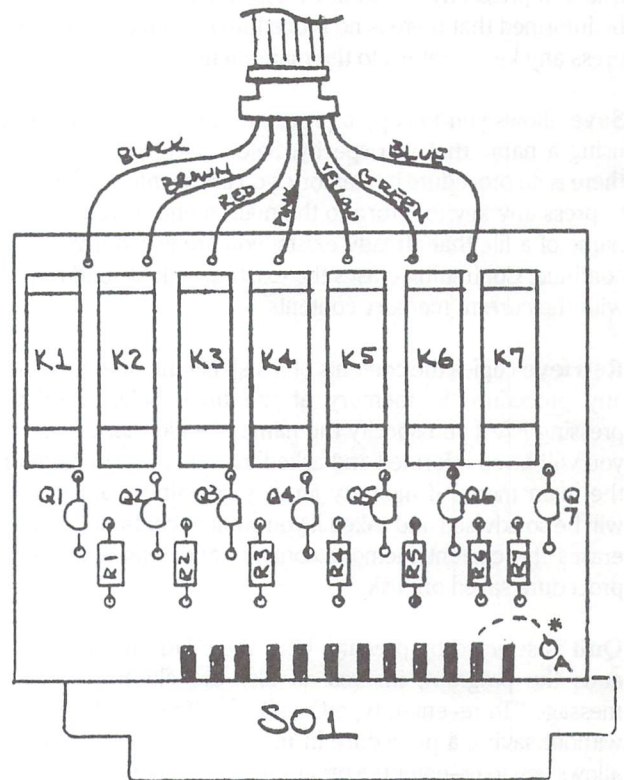 BLACK
BROWN
RED
YELLOW
GREEN
BLUE
K1 K2 K3 K4 K5 K6 K7
Q1 Q2 Q3 Q4 Q5 Q6 Q7
R1 R2 R3 R4 R5 R6 R7
*
A
SO1